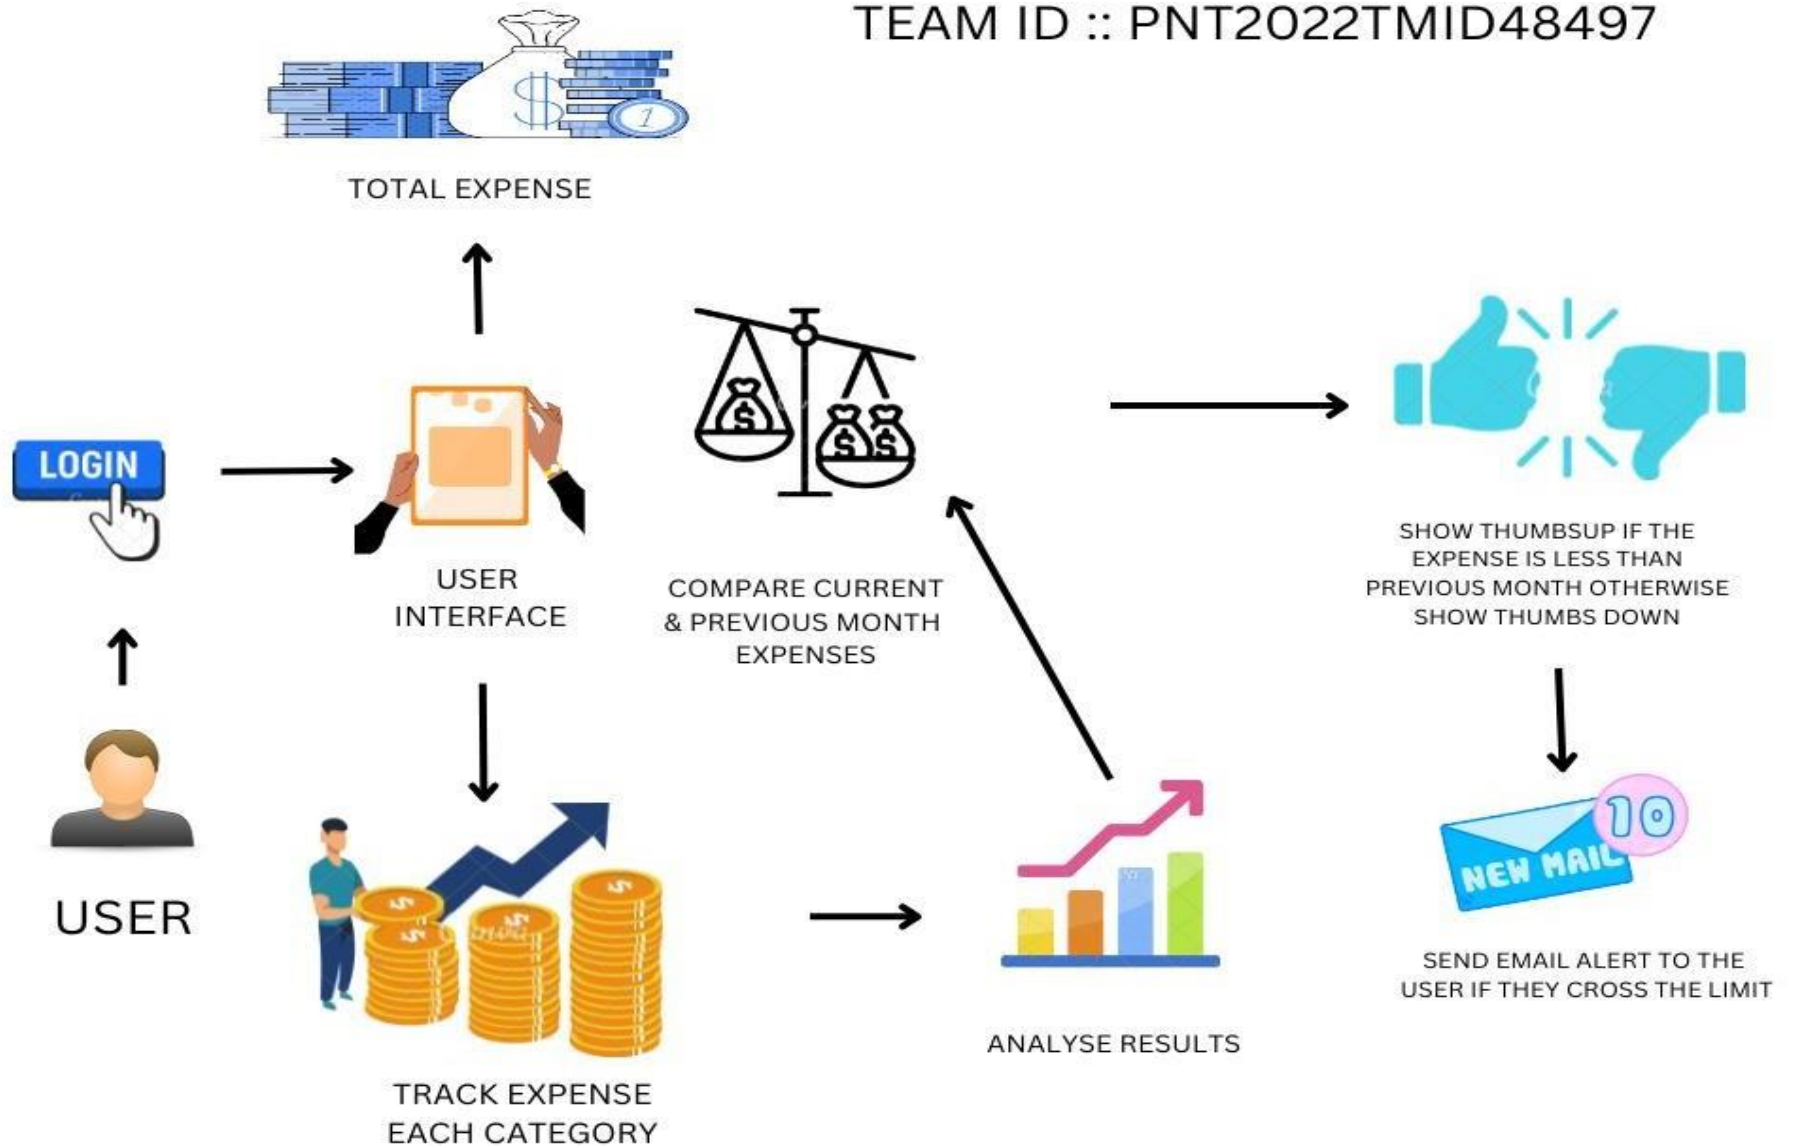 TEAM ID :: PNT2022TMID48497
$
1
TOTAL EXPENSE
LOGIN
$
$ $
USER
INTERFACE
COMPARE CURRENT
& PREVIOUS MONTH
EXPENSES
SHOW THUMBSUP IF THE
EXPENSE IS LESS THAN
PREVIOUS MONTH OTHERWISE
SHOW THUMBS DOWN
USER
10
NEW MAIL
SEND EMAIL ALERT TO THE
USER IF THEY CROSS THE LIMIT
ANALYSE RESULTS
TRACK EXPENSE
EACH CATEGORY